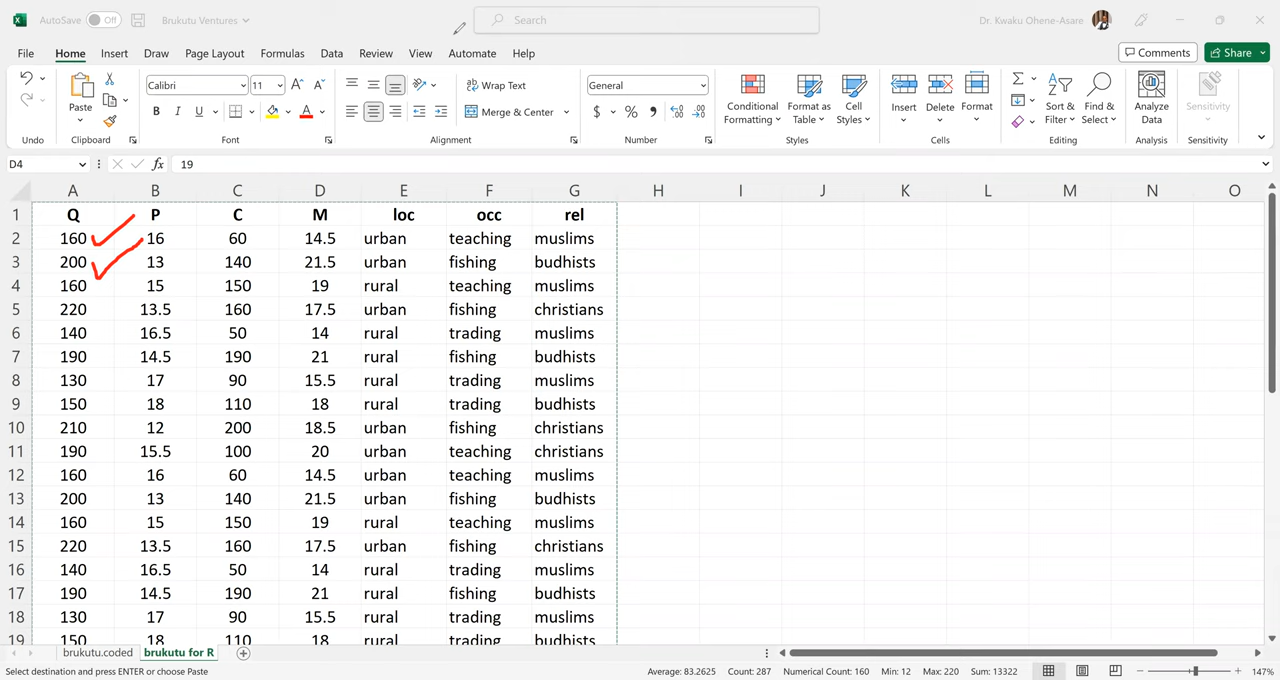 AutoSave Off Brukutu Ventures Search Dr. Kwaku Ohene-Asare
File Home Insert Draw Page Layout Formulas Data Review View Automate Help Comments Share
Paste Calibri 11 A A Wrap Text General Conditional Formatting Format as Table Cell Styles Insert Delete Format Sort & Filter Find & Select Analyze Data Sensitivity
B I U A Merge & Center $ % 
Undo Clipboard Font Alignment Number Styles Cells Editing Analysis Sensitivity
D4 fx 19
A B C D E F G H I J K L M N O
1 Q P C M loc occ rel
2 160 16 60 14.5 urban teaching muslims
3 200 13 140 21.5 urban fishing budhists
4 160 15 150 19 rural teaching muslims
5 220 13.5 160 17.5 urban fishing christians
6 140 16.5 50 14 rural trading muslims
7 190 14.5 190 21 rural fishing budhists
8 130 17 90 15.5 rural trading muslims
9 150 18 110 18 rural trading budhists
10 210 12 200 18.5 urban fishing christians
11 190 15.5 100 20 urban teaching christians
12 160 16 60 14.5 urban teaching muslims
13 200 13 140 21.5 urban fishing budhists
14 160 15 150 19 rural teaching muslims
15 220 13.5 160 17.5 urban fishing christians
16 140 16.5 50 14 rural trading muslims
17 190 14.5 190 21 rural fishing budhists
18 130 17 90 15.5 rural trading muslims
19 150 18 110 18 rural trading budhists
brukutu.coded brukutu for R
Select destination and press ENTER or choose Paste Average: 83.2625 Count: 287 Numerical Count: 160 Min: 12 Max: 220 Sum: 13322 147%